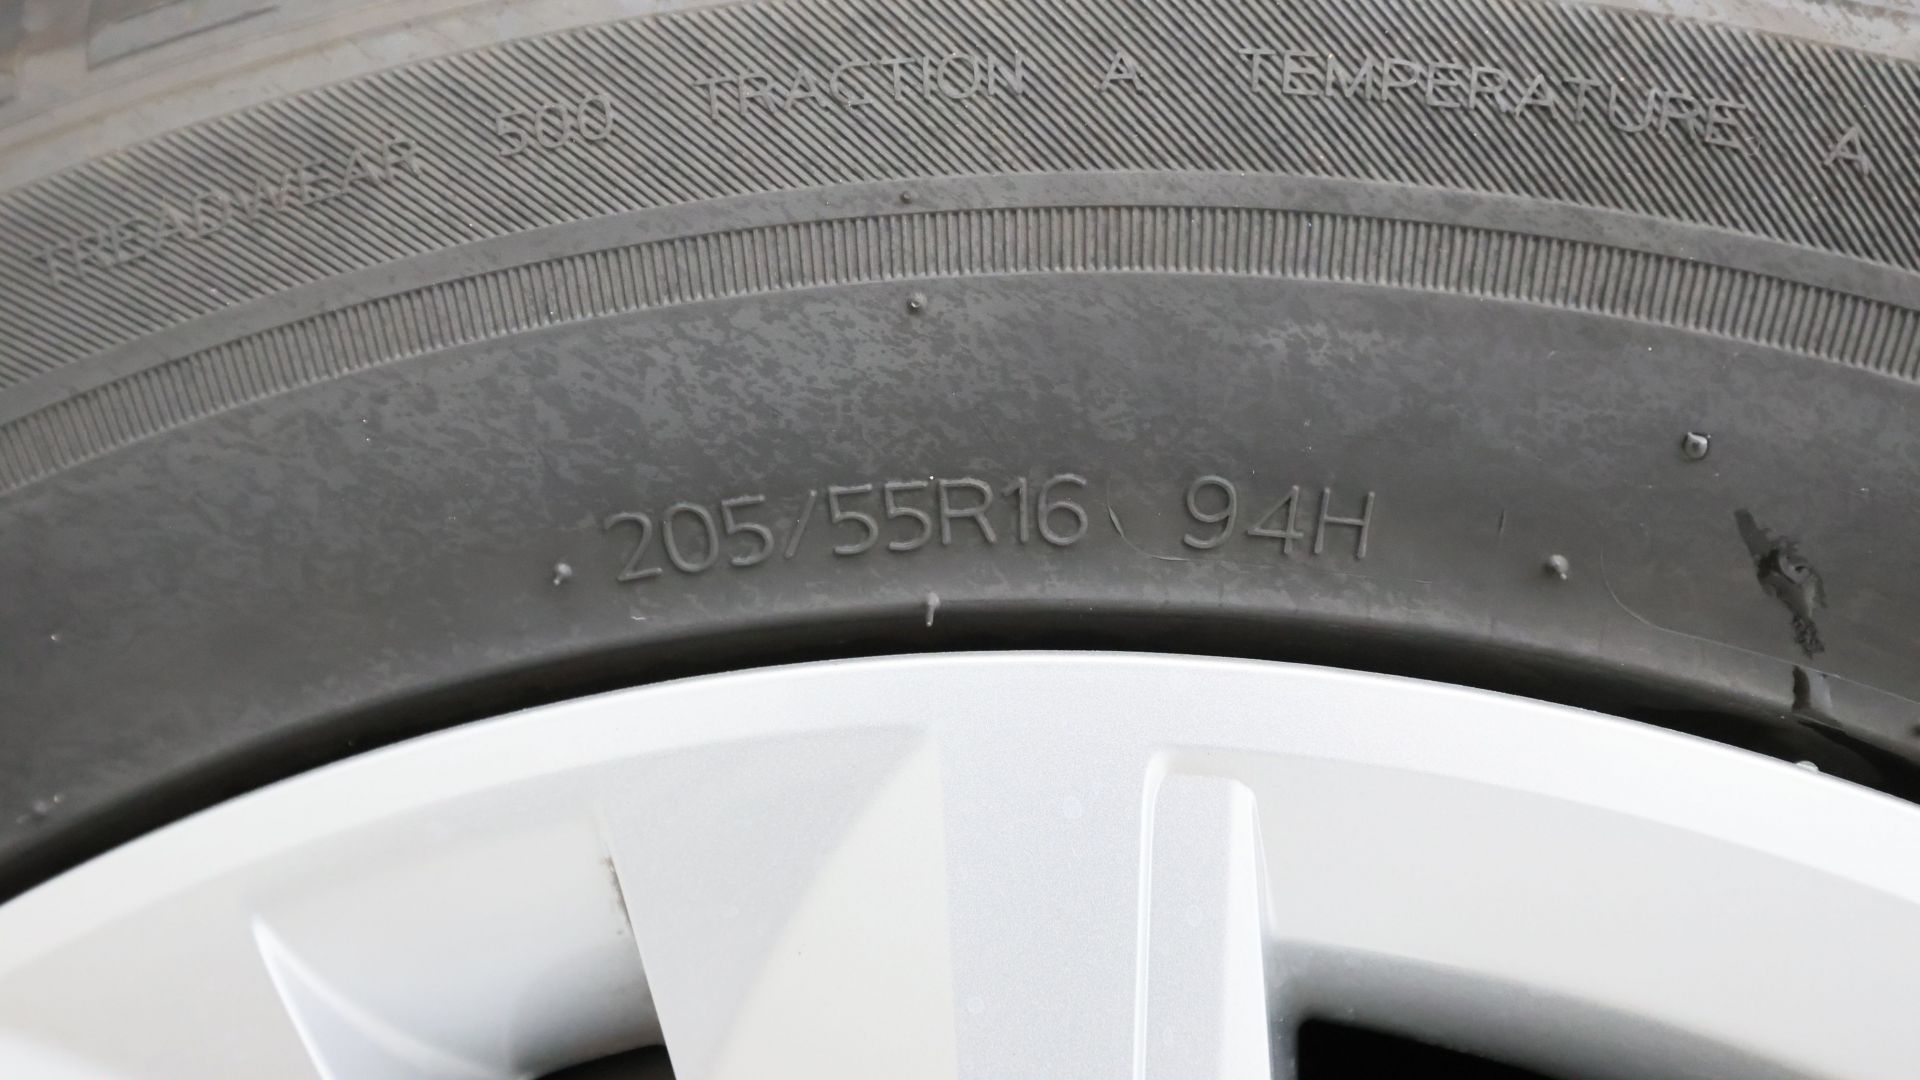 TREADWEAR 500 TRACTION A TEMPERATURE A
205/55R16 94H